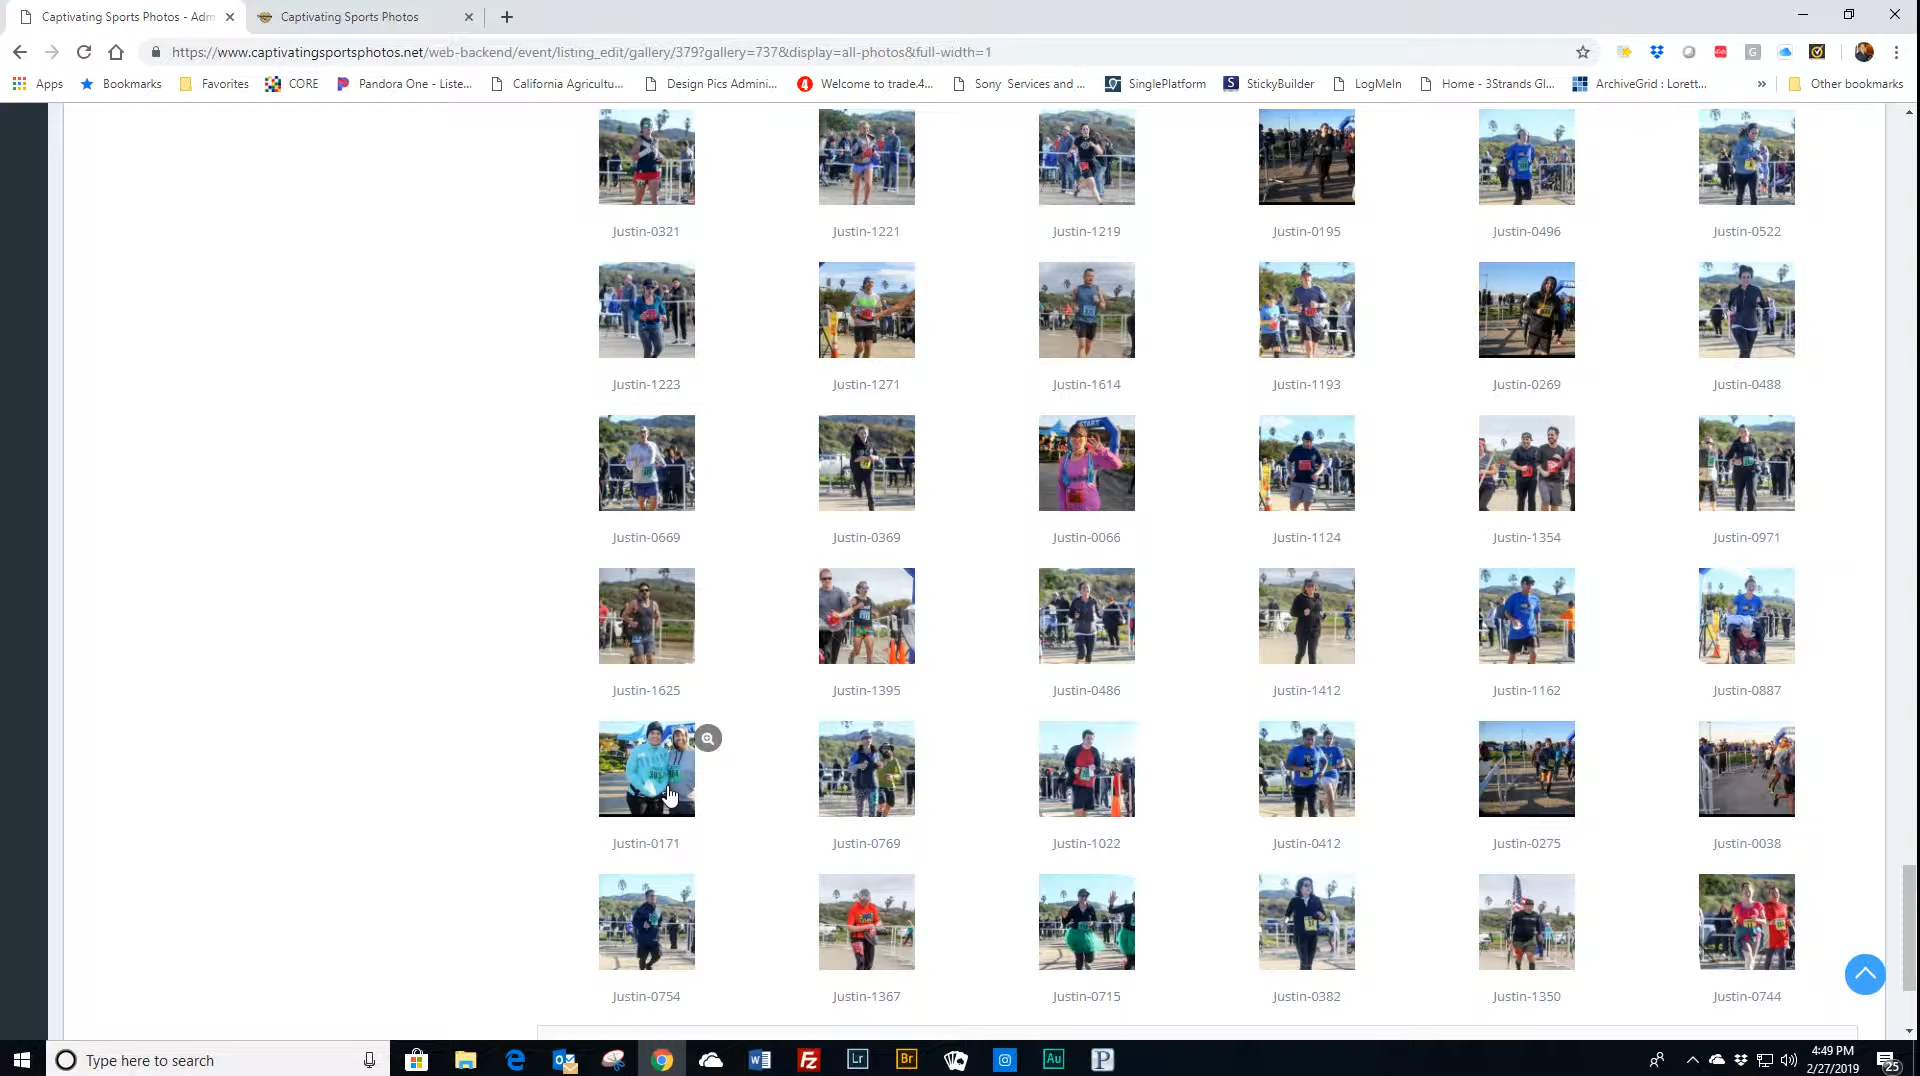 Captivating Sports Photos - Adm
Captivating Sports Photos
https://www.captivatingsportsphotos.net/web-backend/event/listing_edit/gallery/379?gallery=737&display=all-photos&full-width=1
Apps Bookmarks Favorites CORE Pandora One - Liste... California Agricultu... Design Pics Admini... Welcome to trade.4... Sony Services and ... SinglePlatform StickyBuilder LogMeIn Home - 3Strands Gl... ArchiveGrid : Lorett... » Other bookmarks
Justin-0321 Justin-1221 Justin-1219 Justin-0195 Justin-0496 Justin-0522
Justin-1223 Justin-1271 Justin-1614 Justin-1193 Justin-0269 Justin-0488
Justin-0669 Justin-0369 Justin-0066 Justin-1124 Justin-1354 Justin-0971
Justin-1625 Justin-1395 Justin-0486 Justin-1412 Justin-1162 Justin-0887
Justin-0171 Justin-0769 Justin-1022 Justin-0412 Justin-0275 Justin-0038
Justin-0754 Justin-1367 Justin-0715 Justin-0382 Justin-1350 Justin-0744
Type here to search
Lr Br Au P
4:49 PM
2/27/2019
25